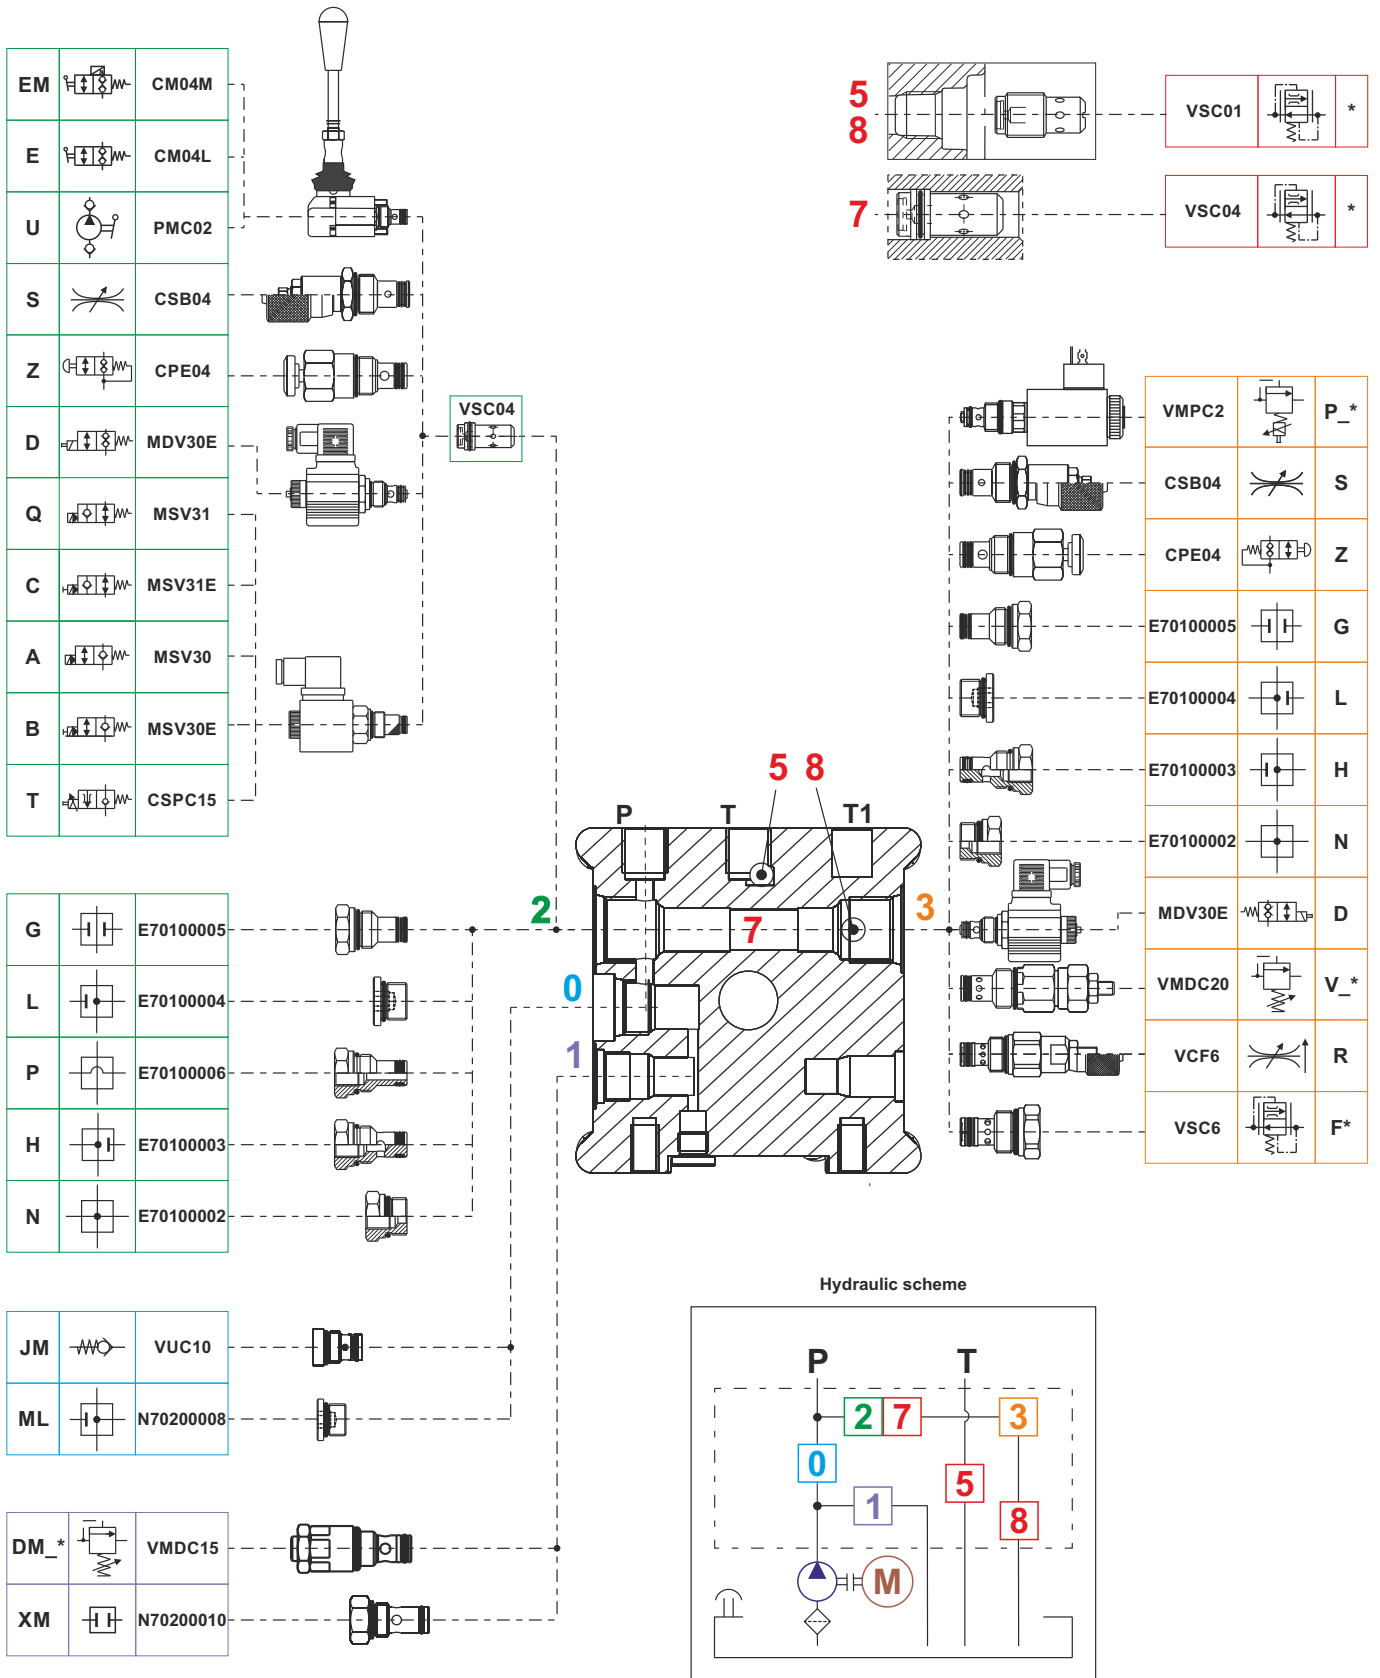 EM CM04M
E CM04L
U PMC02
S CSB04
Z CPE04
D MDV30E
Q MSV31
C MSV31E
A MSV30
B MSV30E
T CSPC15
VSC04
G E70100005
L E70100004
P E70100006
H E70100003
N E70100002
JM VUC10
ML N70200008
DM_* VMDC15
XM N70200010
5
8
VSC01 *
7
VSC04 *
VMPC2 P_*
CSB04 S
CPE04 Z
E70100005 G
E70100004 L
E70100003 H
E70100002 N
MDV30E D
VMDC20 V_*
VCF6 R
VSC6 F*
5 8
P T T1
2 7 3
0
1
Hydraulic scheme
P T
2 7 3
0
5
1
8
M